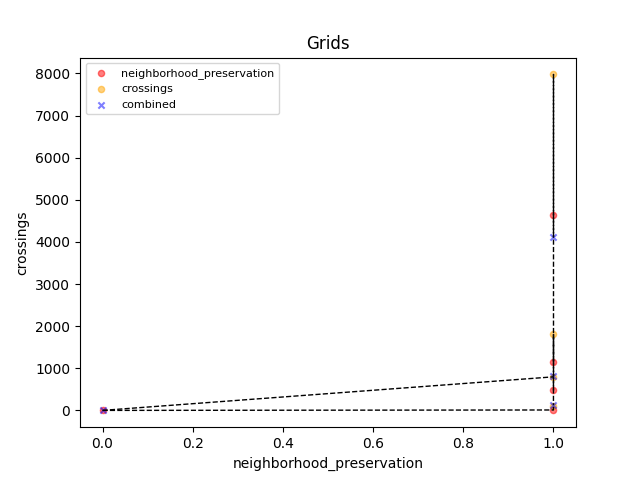 Grids
neighborhood_preservation
crossings
combined
8000
7000
6000
5000
4000
3000
2000
1000
0
crossings
0.0 0.2 0.4 0.6 0.8 1.0
neighborhood_preservation